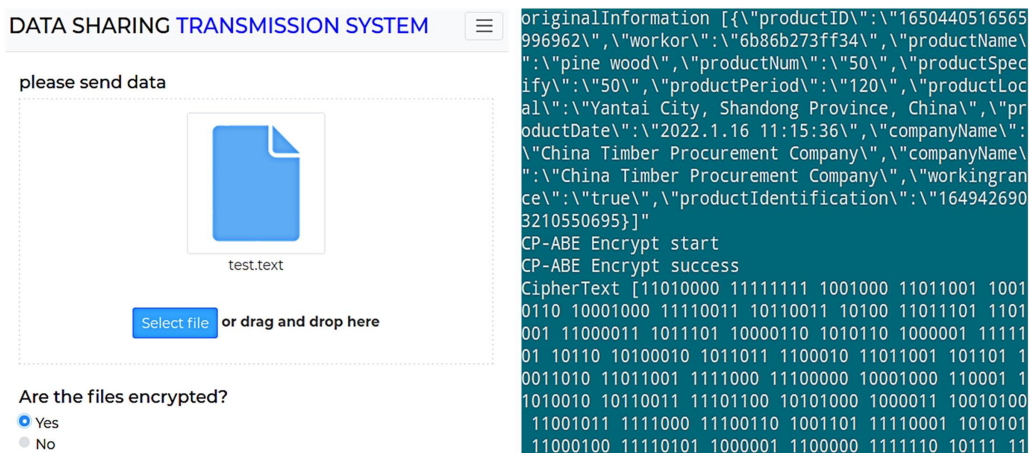 DATA SHARING TRANSMISSION SYSTEM
please send data
test.text
Select file or drag and drop here
Are the files encrypted?
Yes
No
originalInformation [{\"productID\":\"1650440516565
996962\",\"workor\":\"6b86b273ff34\",\"productName\
":\"pine wood\",\"productNum\":\"50\",\"productSpec
ify\":\"50\",\"productPeriod\":\"120\",\"productLoc
al\":\"Yantai City, Shandong Province, China\",\"pr
oductDate\":\"2022.1.16 11:15:36\",\"companyName\":
\"China Timber Procurement Company\",\"companyName\
":\"China Timber Procurement Company\",\"workingran
ce\":\"true\",\"productIdentification\":\"164942690
3210550695}]"
CP-ABE Encrypt start
CP-ABE Encrypt success
CipherText [11010000 11111111 1001000 11011001 1001
0110 10001000 11110011 10110011 10100 11011101 1101
001 11000011 1011101 10000110 1010110 1000001 11111
01 10110 10100010 1011011 1100010 11011001 101101 1
0011010 11011001 1111000 11100000 10001000 110001 1
1010010 10110011 11101100 10101000 1000011 10010100
11001011 1111000 11100110 1001101 11110001 1010101
11000100 11110101 1000001 1100000 1111110 10111 11